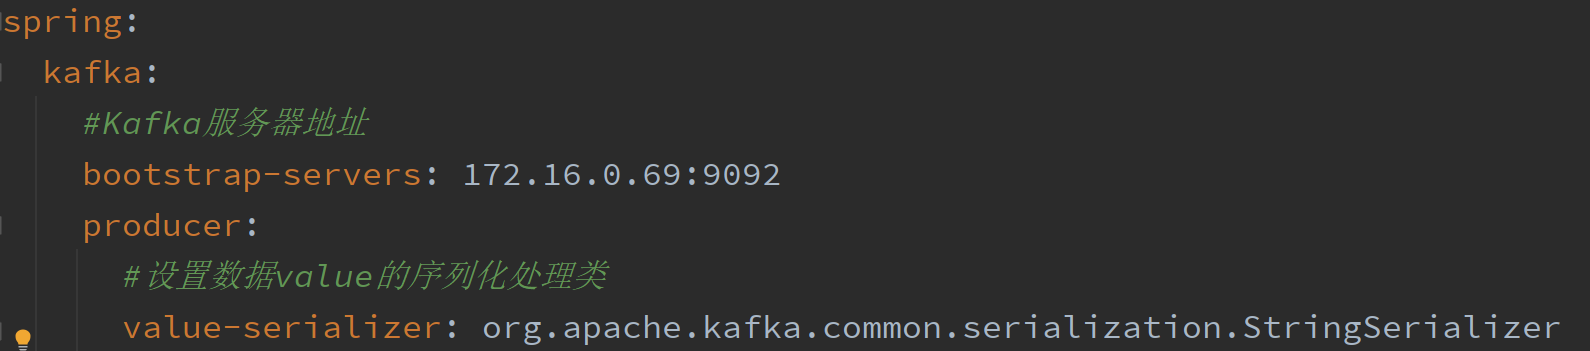 spring:
  kafka:
    #Kafka服务器地址
    bootstrap-servers: 172.16.0.69:9092
    producer:
      #设置数据value的序列化处理类
      value-serializer: org.apache.kafka.common.serialization.StringSerializer